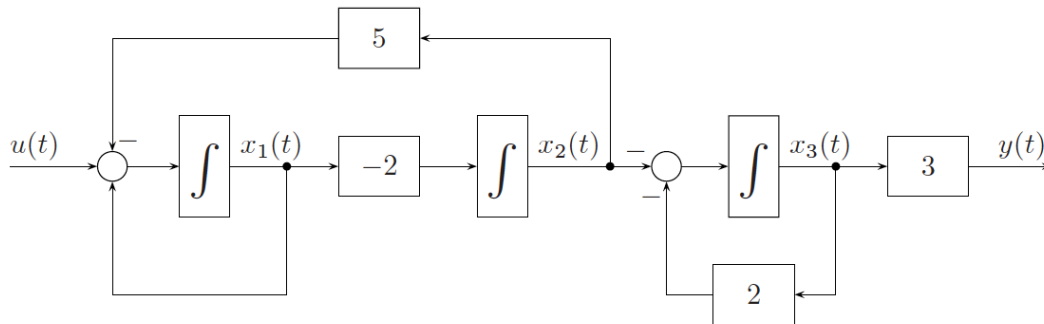 5
u(t)
−
∫
x₁(t)
−2
∫
x₂(t)
−
−
∫
x₃(t)
3
y(t)
2